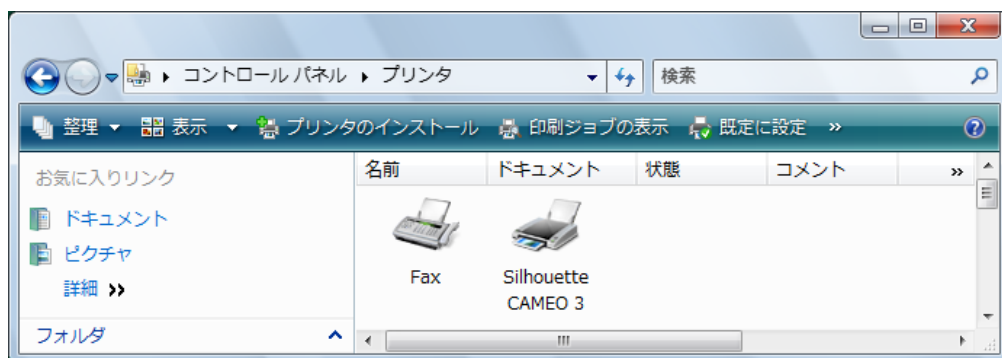 コントロール パネル ▸ プリンタ
検索
整理 表示 プリンタのインストール 印刷ジョブの表示 既定に設定 »
お気に入りリンク
ドキュメント
ピクチャ
詳細 »
フォルダ
名前 ドキュメント 状態 コメント »
Fax
Silhouette
CAMEO 3